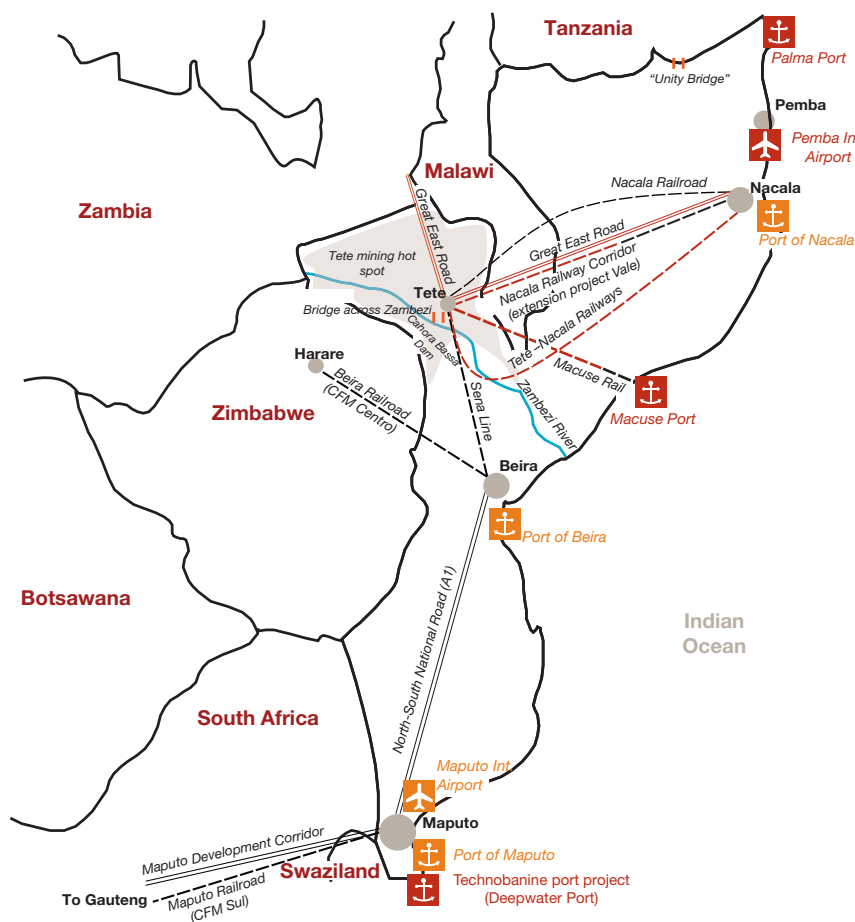 Tanzania
Palma Port
“Unity Bridge”
Pemba
Pemba In
Airport
Malawi
Nacala Railroad
Nacala
Zambia
Great East Road
Great East Road
Port of Nacala
Tete mining hot
spot
Nacala Railway Corridor
(extension project Vale)
Tete
Bridge across Zambezi
Cahora Bassa
Dam
Tete –Nacala Railways
Harare
Beira Railroad
(CFM Centro)
Macuse Rail
Zimbabwe
Sena Line
Zambezi River
Macuse Port
Beira
Port of Beira
Botsawana
North-South National Road (A1)
Indian
Ocean
South Africa
Maputo Int.
Airport
Maputo
Maputo Development Corridor
Port of Maputo
Swaziland
To Gauteng
Maputo Railroad
(CFM Sul)
Technobanine port project
(Deepwater Port)